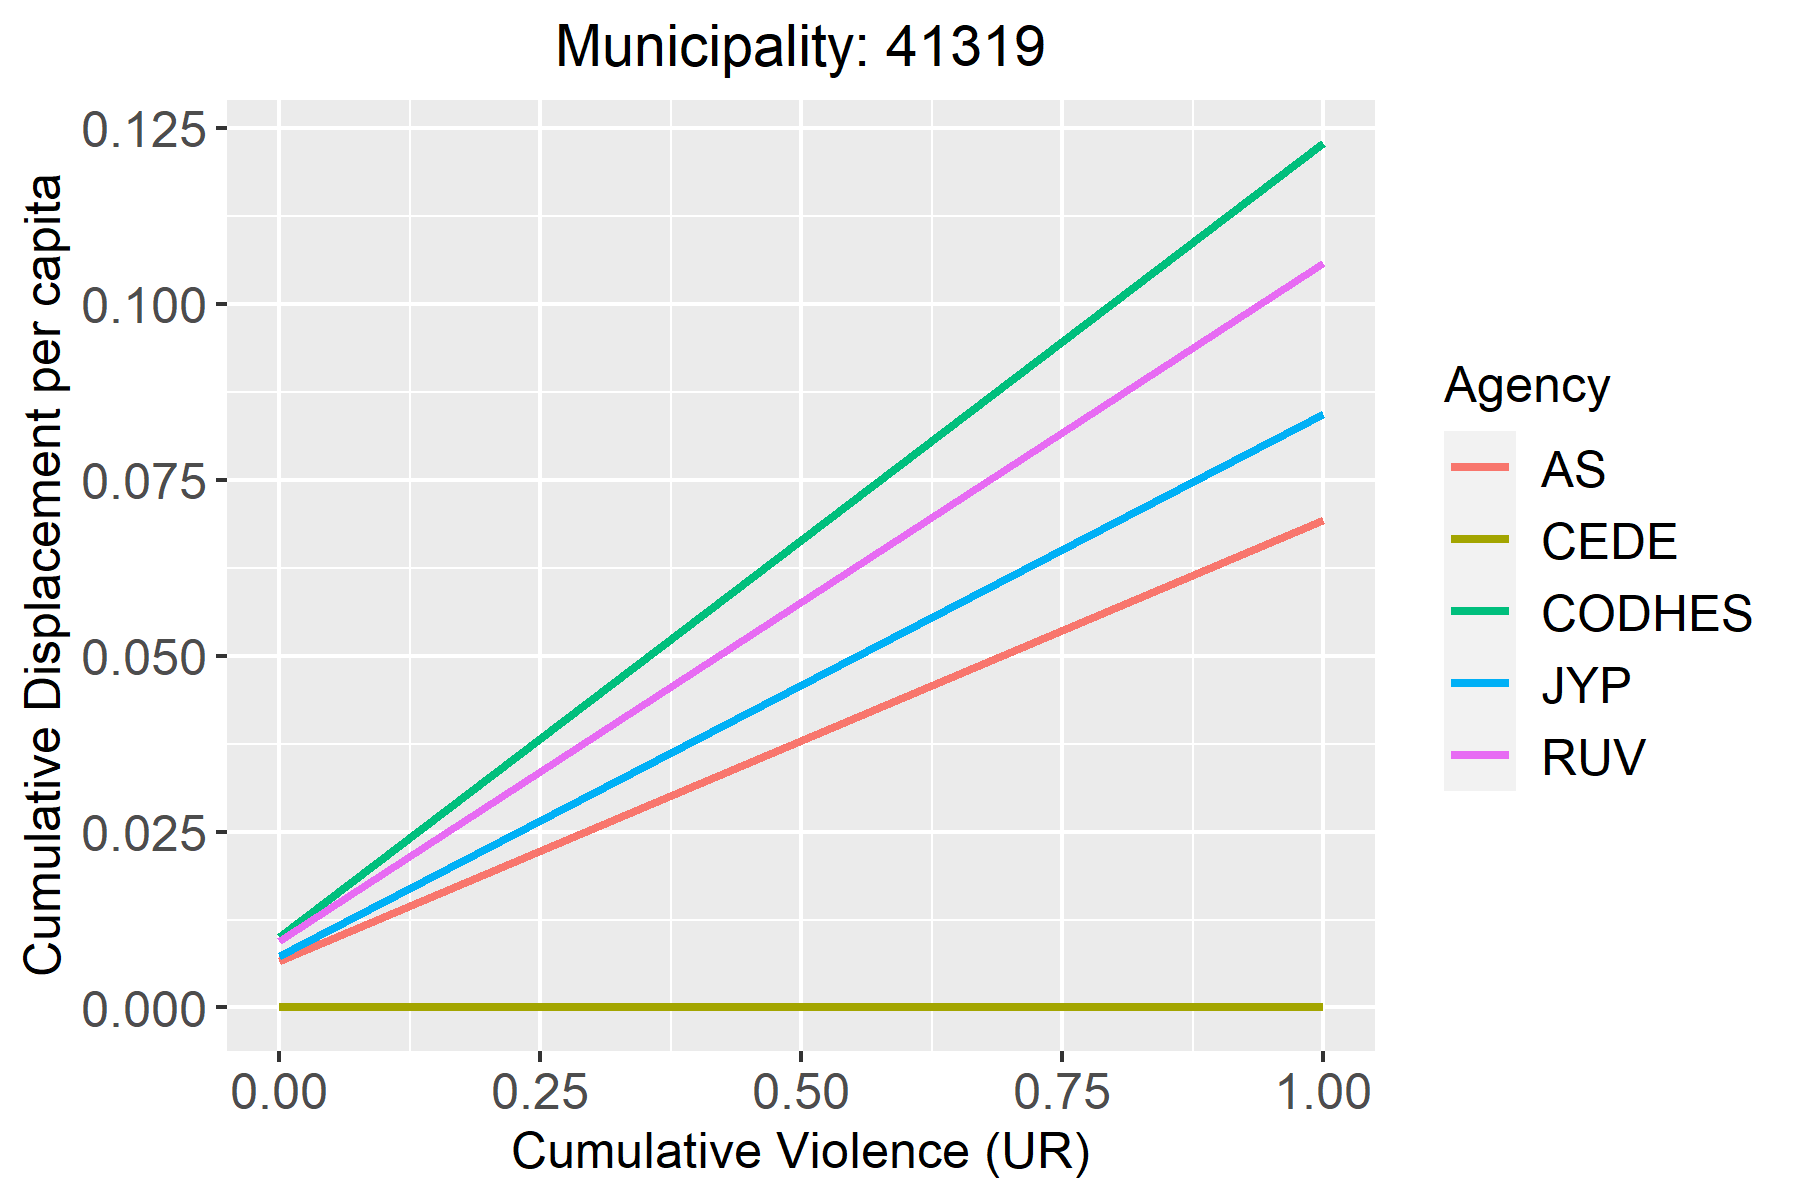 Municipality: 41319
Cumulative Displacement per capita
0.125
0.100
0.075
0.050
0.025
0.000
0.00 0.25 0.50 0.75 1.00
Cumulative Violence (UR)
Agency
AS
CEDE
CODHES
JYP
RUV